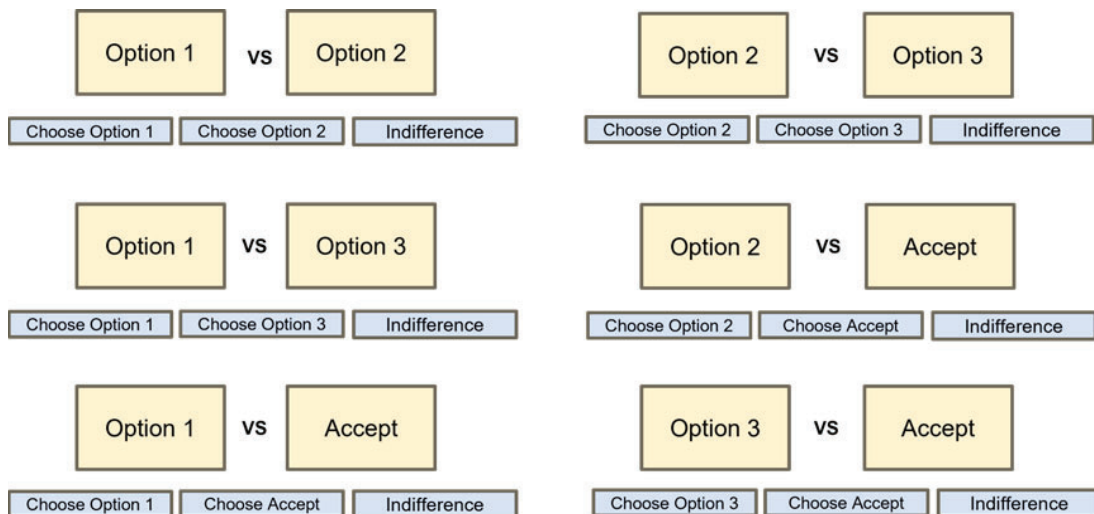 Option 1 vs Option 2
Choose Option 1 Choose Option 2 Indifference
Option 2 vs Option 3
Choose Option 2 Choose Option 3 Indifference
Option 1 vs Option 3
Choose Option 1 Choose Option 3 Indifference
Option 2 vs Accept
Choose Option 2 Choose Accept Indifference
Option 1 vs Accept
Choose Option 1 Choose Accept Indifference
Option 3 vs Accept
Choose Option 3 Choose Accept Indifference